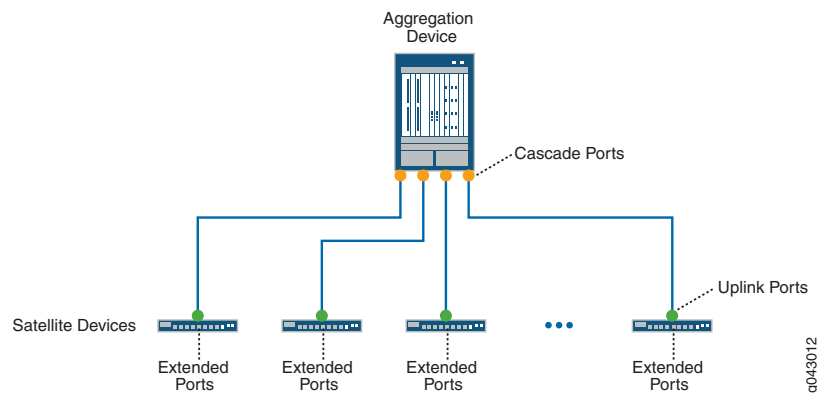 Aggregation
Device
Cascade Ports
Uplink Ports
Satellite Devices
Extended
Ports
Extended
Ports
Extended
Ports
Extended
Ports
g043012